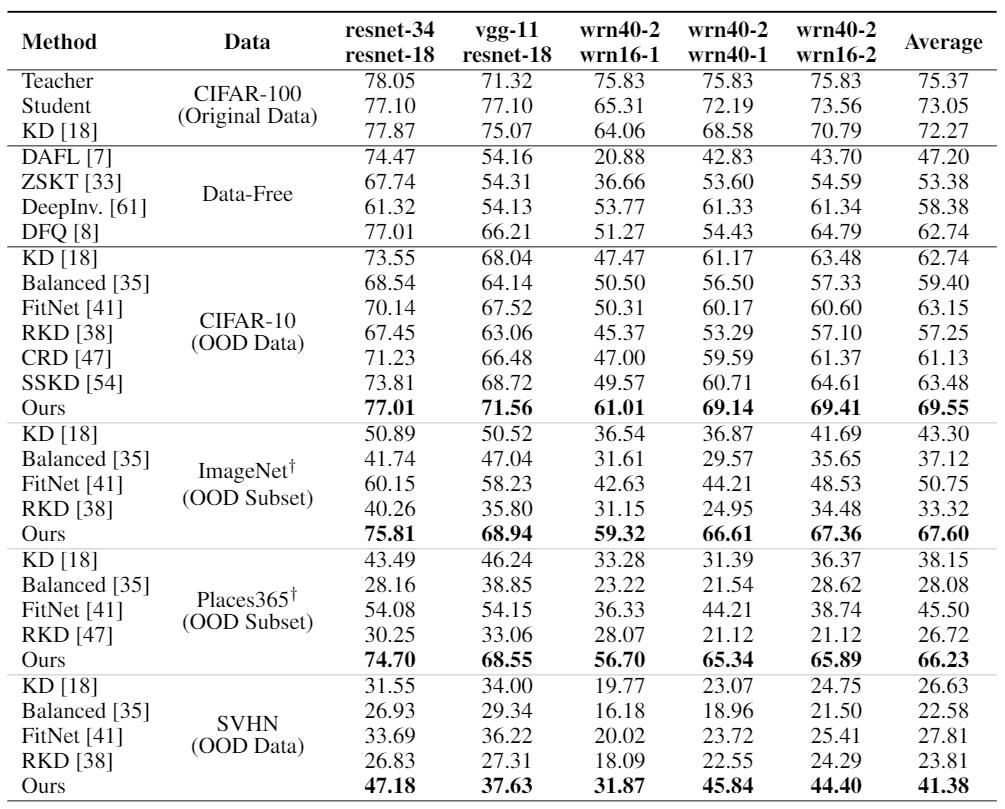 Method Data resnet-34 vgg-11 wrn40-2 wrn40-2 wrn40-2 Average
resnet-18 resnet-18 wrn16-1 wrn40-1 wrn16-2
Teacher 78.05 71.32 75.83 75.83 75.83 75.37
CIFAR-100
Student 77.10 77.10 65.31 72.19 73.56 73.05
(Original Data)
KD [18] 77.87 75.07 64.06 68.58 70.79 72.27
DAFL [7] 74.47 54.16 20.88 42.83 43.70 47.20
ZSKT [33] 67.74 54.31 36.66 53.60 54.59 53.38
Data-Free
DeepInv. [61] 61.32 54.13 53.77 61.33 61.34 58.38
DFQ [8] 77.01 66.21 51.27 54.43 64.79 62.74
KD [18] 73.55 68.04 47.47 61.17 63.48 62.74
Balanced [35] 68.54 64.14 50.50 56.50 57.33 59.40
FitNet [41] 70.14 67.52 50.31 60.17 60.60 63.15
CIFAR-10
RKD [38] 67.45 63.06 45.37 53.29 57.10 57.25
(OOD Data)
CRD [47] 71.23 66.48 47.00 59.59 61.37 61.13
SSKD [54] 73.81 68.72 49.57 60.71 64.61 63.48
Ours 77.01 71.56 61.01 69.14 69.41 69.55
KD [18] 50.89 50.52 36.54 36.87 41.69 43.30
Balanced [35] 41.74 47.04 31.61 29.57 35.65 37.12
ImageNet†
FitNet [41] 60.15 58.23 42.63 44.21 48.53 50.75
(OOD Subset)
RKD [38] 40.26 35.80 31.15 24.95 34.48 33.32
Ours 75.81 68.94 59.32 66.61 67.36 67.60
KD [18] 43.49 46.24 33.28 31.39 36.37 38.15
Balanced [35] 28.16 38.85 23.22 21.54 28.62 28.08
Places365†
FitNet [41] 54.08 54.15 36.33 44.21 38.74 45.50
(OOD Subset)
RKD [47] 30.25 33.06 28.07 21.12 21.12 26.72
Ours 74.70 68.55 56.70 65.34 65.89 66.23
KD [18] 31.55 34.00 19.77 23.07 24.75 26.63
Balanced [35] 26.93 29.34 16.18 18.96 21.50 22.58
SVHN
FitNet [41] 33.69 36.22 20.02 23.72 25.41 27.81
(OOD Data)
RKD [38] 26.83 27.31 18.09 22.55 24.29 23.81
Ours 47.18 37.63 31.87 45.84 44.40 41.38